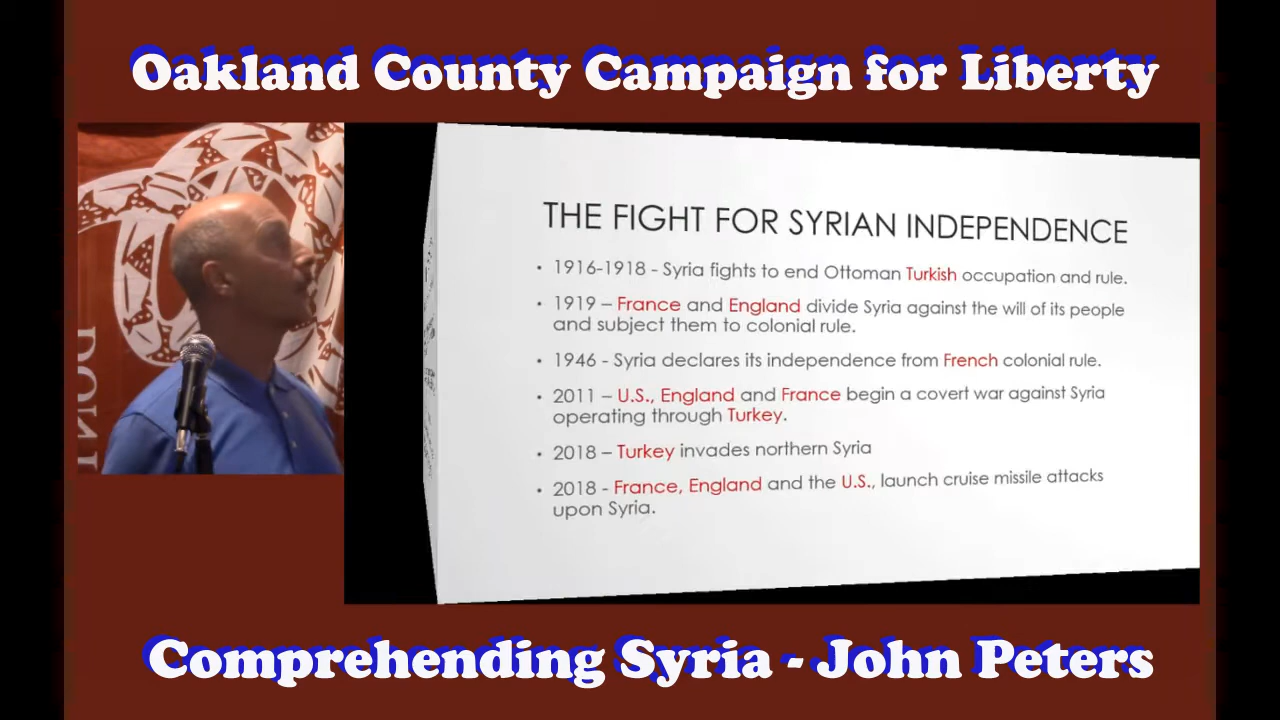 Oakland County Campaign for Liberty
THE FIGHT FOR SYRIAN INDEPENDENCE
• 1916-1918 - Syria fights to end Ottoman Turkish occupation and rule.
• 1919 – France and England divide Syria against the will of its people
and subject them to colonial rule.
• 1946 - Syria declares its independence from French colonial rule.
• 2011 – U.S., England and France begin a covert war against Syria
operating through Turkey.
• 2018 – Turkey invades northern Syria
• 2018 - France, England and the U.S., launch cruise missile attacks
upon Syria.
DON'
Comprehending Syria - John Peters